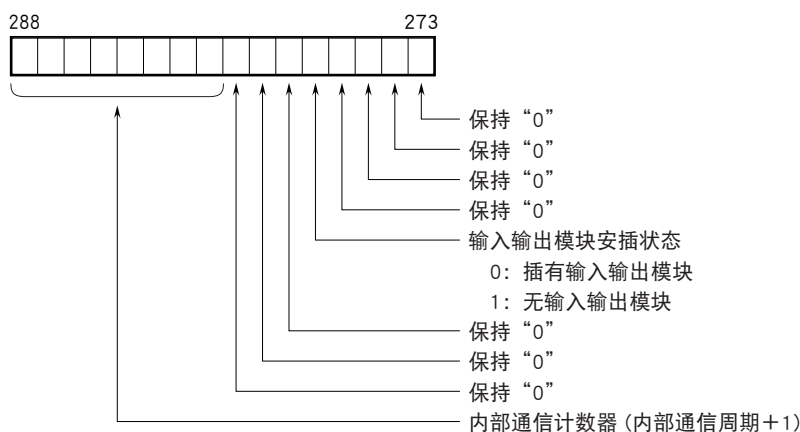 288
273
保持“0”
保持“0”
保持“0”
保持“0”
输入输出模块安插状态
0：插有输入输出模块
1：无输入输出模块
保持“0”
保持“0”
保持“0”
内部通信计数器(内部通信周期＋1)